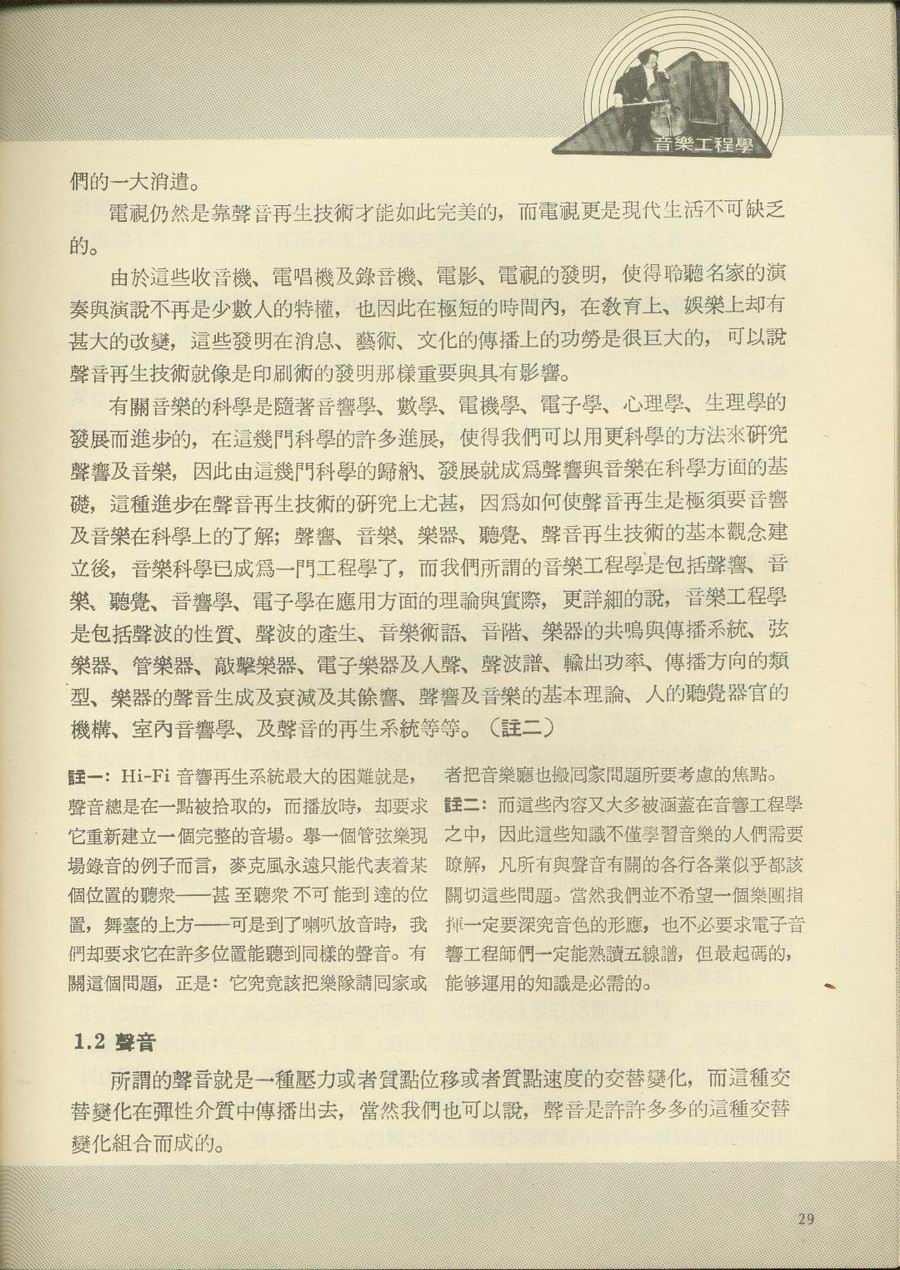 音樂工程學
們的一大消遣。
電視仍然是靠聲音再生技術才能如此完美的，而電視更是現代生活不可缺乏
的。
由於這些收音機、電唱機及錄音機、電影、電視的發明，使得聆聽名家的演
奏與演說不再是少數人的特權，也因此在極短的時間內，在敎育上、娛樂上却有
甚大的改變，這些發明在消息、藝術、文化的傳播上的功勞是很巨大的，可以說
聲音再生技術就像是印刷術的發明那樣重要與具有影響。
有關音樂的科學是隨著音響學、數學、電機學、電子學、心理學、生理學的
發展而進步的，在這幾門科學的許多進展，使得我們可以用更科學的方法來研究
聲響及音樂，因此由這幾門科學的歸納、發展就成爲聲響與音樂在科學方面的基
礎，這種進步在聲音再生技術的研究上尤甚，因爲如何使聲音再生是極須要音響
及音樂在科學上的了解；聲響、音樂、樂器、聽覺、聲音再生技術的基本觀念建
立後，音樂科學已成爲一門工程學了，而我們所謂的音樂工程學是包括聲響、音
樂、聽覺、音響學、電子學在應用方面的理論與實際，更詳細的說，音樂工程學
是包括聲波的性質、聲波的產生、音樂術語、音階、樂器的共鳴與傳播系統、弦
樂器、管樂器、敲擊樂器、電子樂器及人聲、聲波譜、輸出功率、傳播方向的類
型、樂器的聲音生成及衰減及其餘響、聲響及音樂的基本理論、人的聽覺器官的
機構、室內音響學、及聲音的再生系統等等。（註二）
註一：Hi-Fi 音響再生系統最大的困難就是，
聲音總是在一點被拾取的，而播放時，却要求
它重新建立一個完整的音場。舉一個管弦樂現
場錄音的例子而言，麥克風永遠只能代表着某
個位置的聽衆——甚至聽衆不可能到達的位
置，舞臺的上方——可是到了喇叭放音時，我
們却要求它在許多位置能聽到同樣的聲音。有
關這個問題，正是：它究竟該把樂隊請囘家或
者把音樂廳也搬囘家問題所要考慮的焦點。
註二：而這些內容又大多被涵蓋在音響工程學
之中，因此這些知識不僅學習音樂的人們需要
瞭解，凡所有與聲音有關的各行各業似乎都該
關切這些問題。當然我們並不希望一個樂團指
揮一定要深究音色的形應，也不必要求電子音
響工程師們一定能熟讀五線譜，但最起碼的，
能够運用的知識是必需的。
1.2 聲音
所謂的聲音就是一種壓力或者質點位移或者質點速度的交替變化，而這種交
替變化在彈性介質中傳播出去，當然我們也可以說，聲音是許許多多的這種交替
變化組合而成的。
29